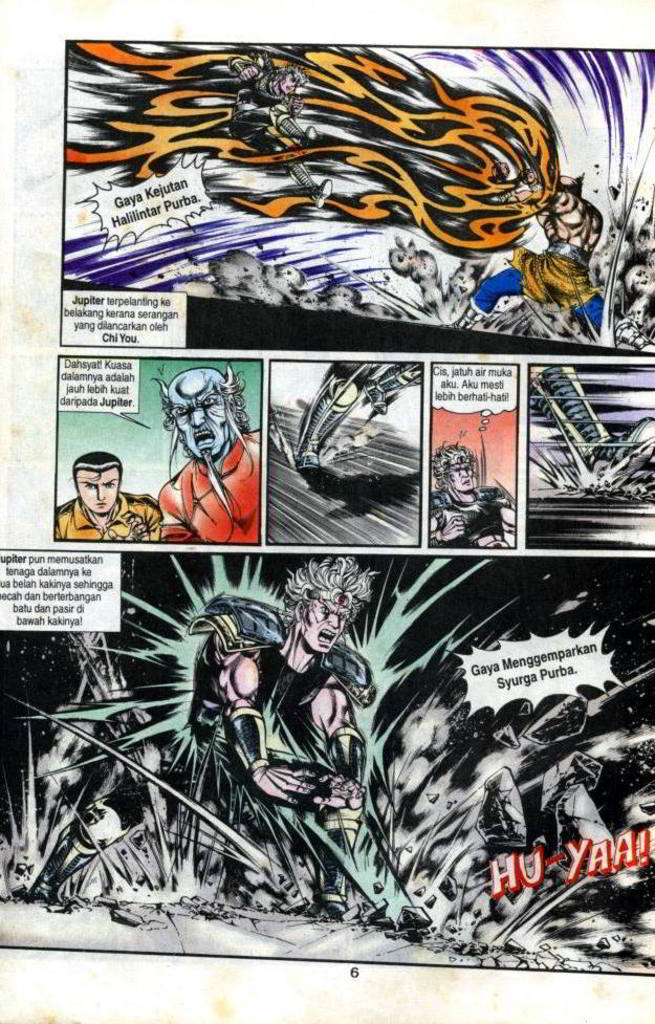 Gaya Kejutan
Halilintar Purba.
Jupiter terpelanting ke
belakang kerana serangan
yang dilancarkan oleh
Chi You.
Dahsyat! Kuasa
dalamnya adalah
jauh lebih kuat
daripada Jupiter.
Cis, jatuh air muka
aku. Aku mesti
lebih berhati-hati!
upiter pun memusatkan
tenaga dalamnya ke
ua belah kakinya sehingga
ecah dan berterbangan
batu dan pasir di
bawah kakinya!
Gaya Menggemparkan
Syurga Purba.
HU-YAA!
6